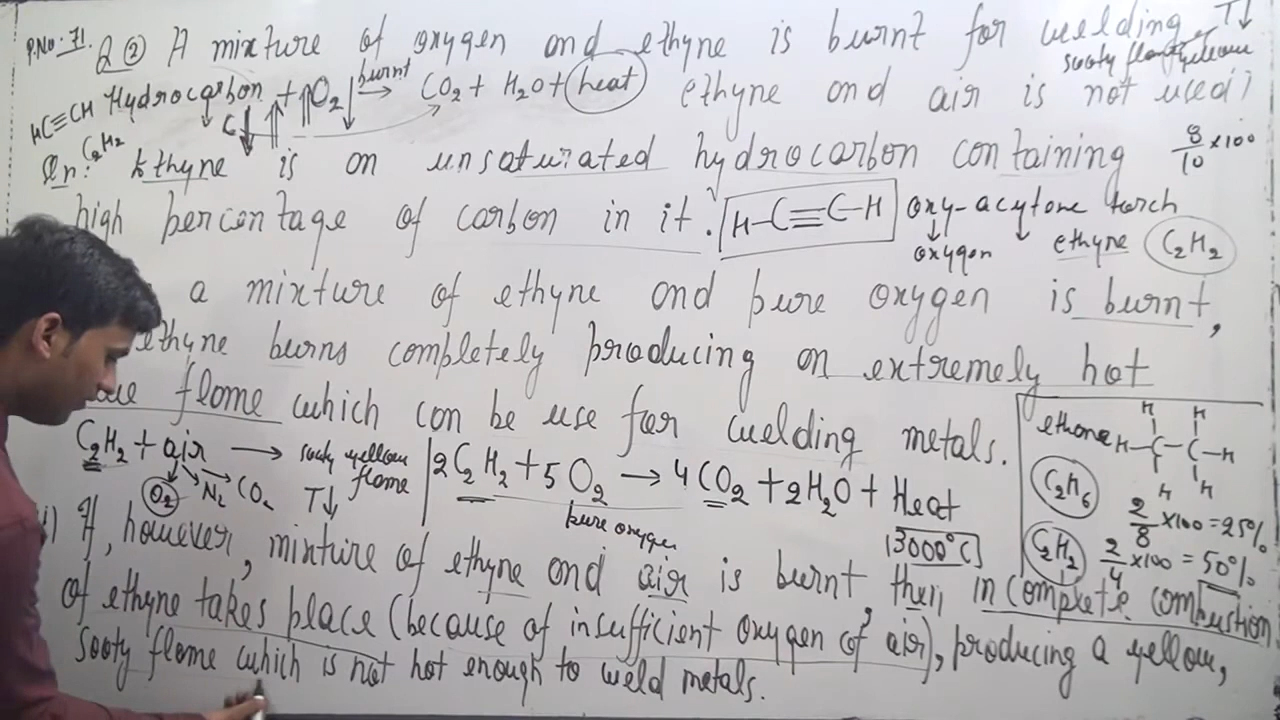 P.No:71. Q② A mixture of oxygen and ethyne is burnt for welding. T↓
sooty flame yellow
HC≡CH Hydrocarbon + O₂ burnt → CO₂ + H₂O + heat ethyne and air is not used?
C₂H₂ C↓
8/10 × 100
An: Ethyne is an unsaturated hydrocarbon containing
high percentage of carbon in it. H-C≡C-H oxy-acytone torch
oxygen ethyne C₂H₂
a mixture of ethyne and pure oxygen is burnt,
ethyne burns completely producing an extremely hot
flame which can be use for welding metals.
ethane H-C-C-H
H H
H H
C₂H₆ 2/8 ×100 = 25%
C₂H₂ 2/4 ×100 = 50%
C₂H₂ + air → sooty yellow flame T↓
O₂ N₂ CO₂
2C₂H₂ + 5O₂ → 4CO₂ + 2H₂O + Heat
pure oxygen 3000°C
If, however, mixture of ethyne and air is burnt, then incomplete combustion
of ethyne takes place (because of insufficient oxygen of air), producing a yellow,
sooty flame which is not hot enough to weld metals.